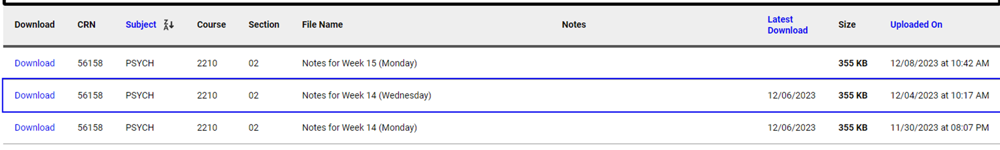 Download CRN Subject Course Section File Name Notes Latest Download Size Uploaded On
Download 56158 PSYCH 2210 02 Notes for Week 15 (Monday) 355 KB 12/08/2023 at 10:42 AM
Download 56158 PSYCH 2210 02 Notes for Week 14 (Wednesday) 12/06/2023 355 KB 12/04/2023 at 10:17 AM
Download 56158 PSYCH 2210 02 Notes for Week 14 (Monday) 12/06/2023 355 KB 11/30/2023 at 08:07 PM